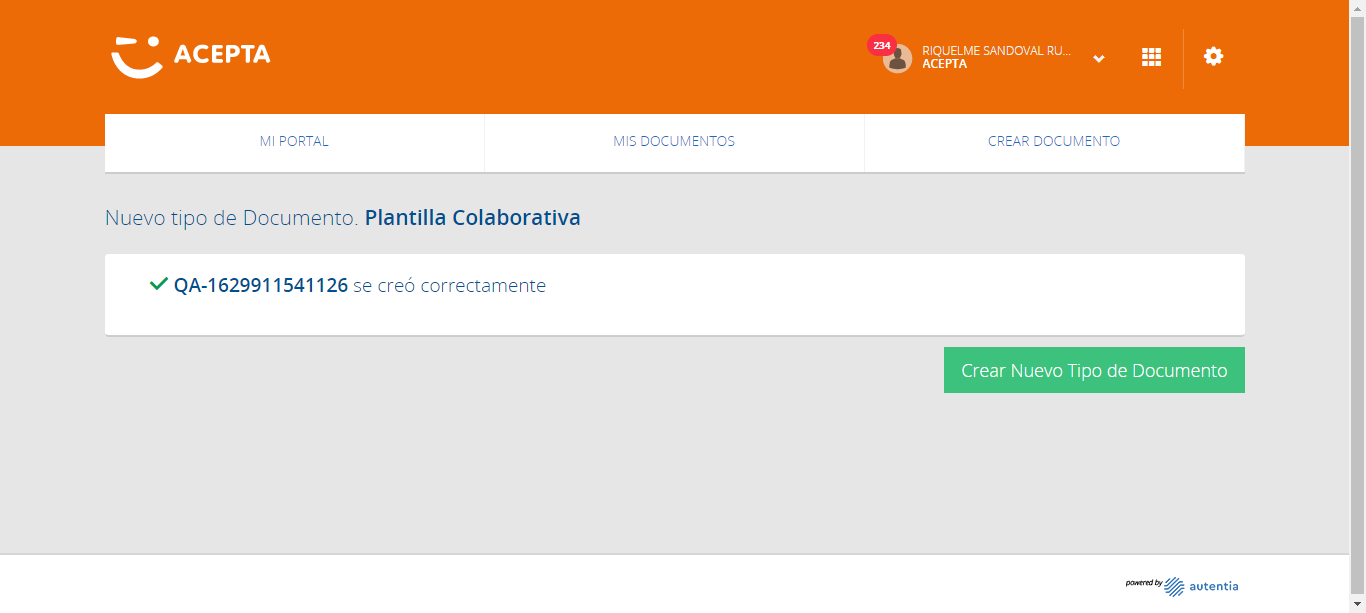 ACEPTA
234
RIQUELME SANDOVAL RU...
ACEPTA
MI PORTAL
MIS DOCUMENTOS
CREAR DOCUMENTO
Nuevo tipo de Documento. Plantilla Colaborativa
QA-1629911541126 se creó correctamente
Crear Nuevo Tipo de Documento
powered by autentia